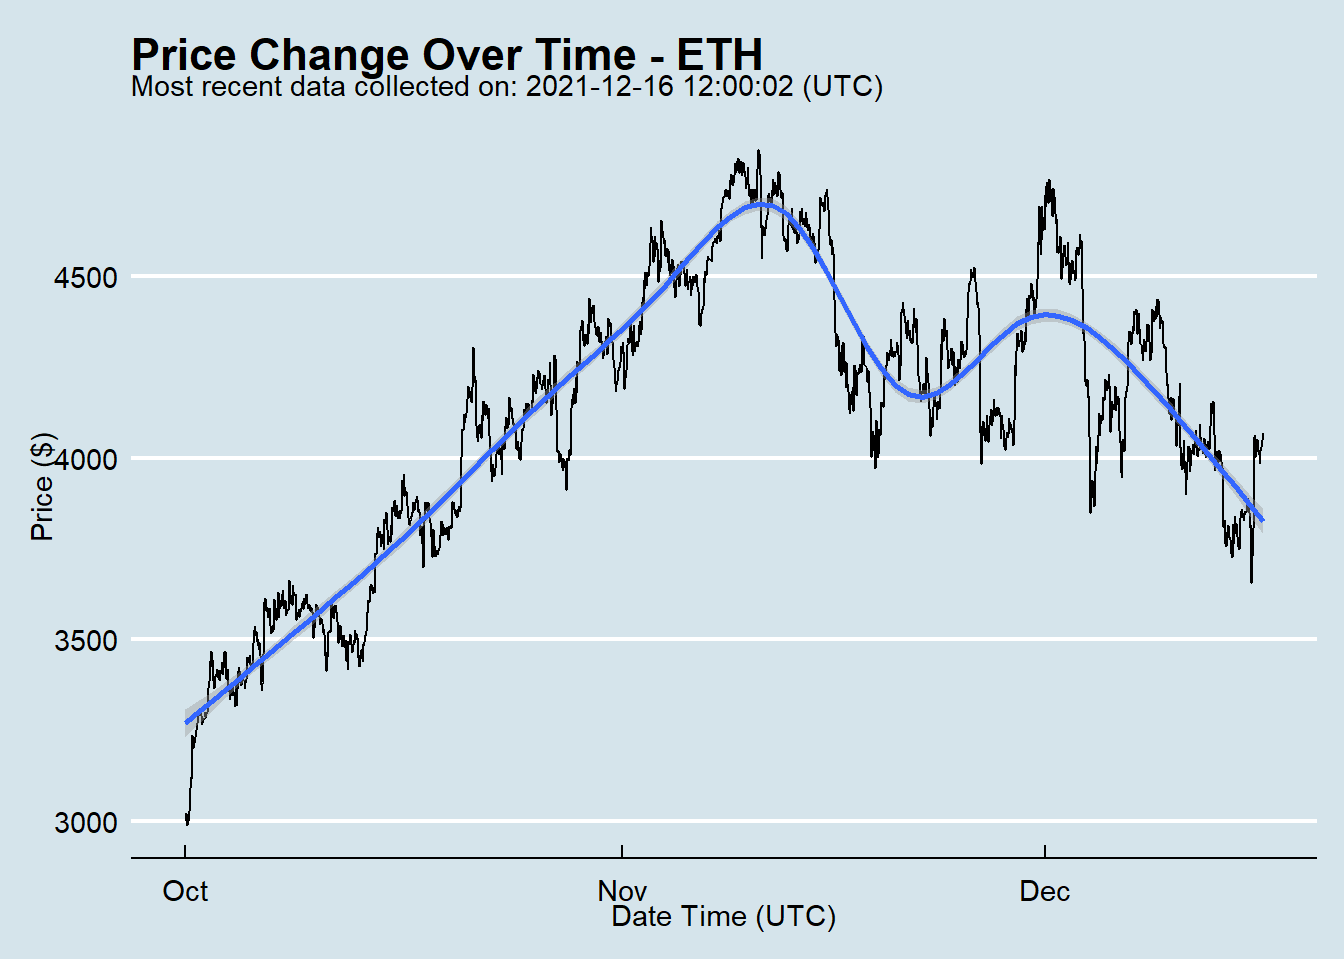 Price Change Over Time - ETH
Most recent data collected on: 2021-12-16 12:00:02 (UTC)
Price ($)
4500
4000
3500
3000
Oct
Nov
Dec
Date Time (UTC)